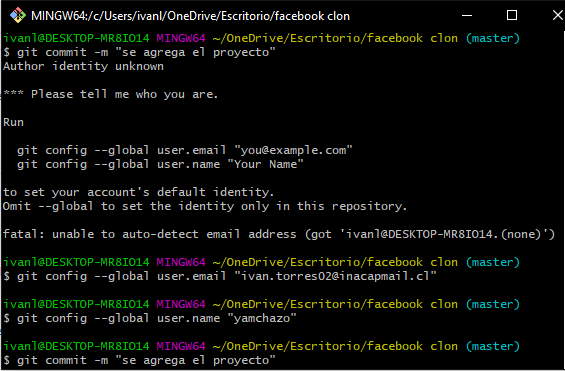 MINGW64:/c/Users/ivanl/OneDrive/Escritorio/facebook clon
ivanl@DESKTOP-MR8IO14 MINGW64 ~/OneDrive/Escritorio/facebook clon (master)
$ git commit -m "se agrega el proyecto"
Author identity unknown
*** Please tell me who you are.
Run
git config --global user.email "you@example.com"
git config --global user.name "Your Name"
to set your account's default identity.
Omit --global to set the identity only in this repository.
fatal: unable to auto-detect email address (got 'ivanl@DESKTOP-MR8IO14.(none)')
ivanl@DESKTOP-MR8IO14 MINGW64 ~/OneDrive/Escritorio/facebook clon (master)
$ git config --global user.email "ivan.torres02@inacapmail.cl"
ivanl@DESKTOP-MR8IO14 MINGW64 ~/OneDrive/Escritorio/facebook clon (master)
$ git config --global user.name "yamchazo"
ivanl@DESKTOP-MR8IO14 MINGW64 ~/OneDrive/Escritorio/facebook clon (master)
$ git commit -m "se agrega el proyecto"